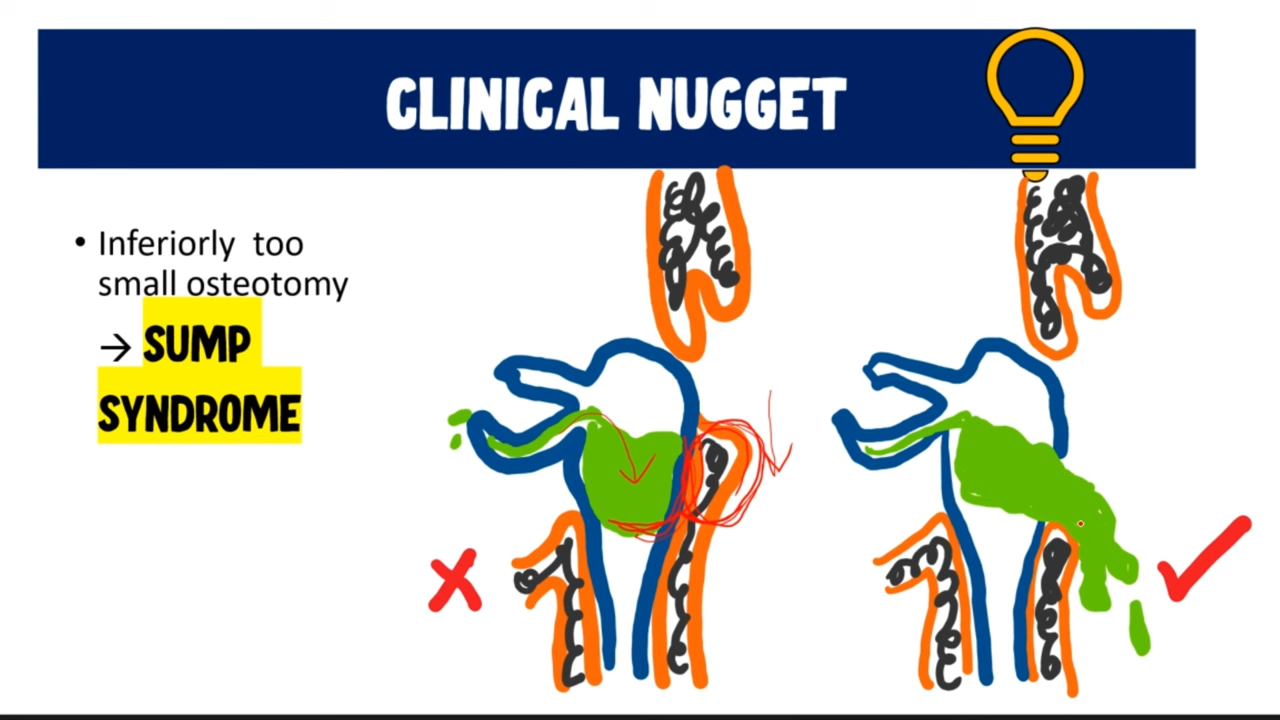 CLINICAL NUGGET
• Inferiorly too
small osteotomy
→ SUMP
SYNDROME